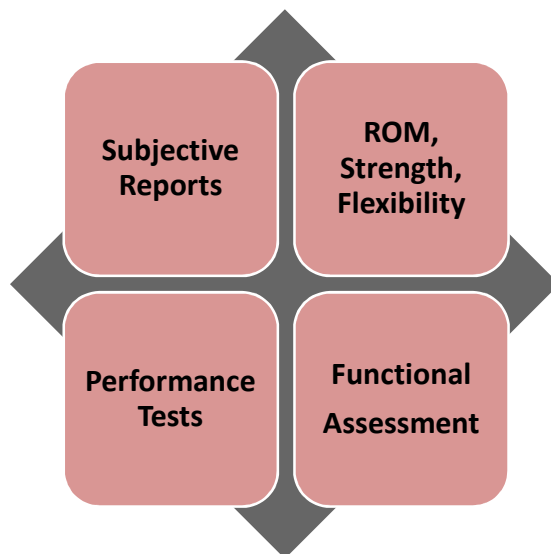 Subjective
Reports
ROM,
Strength,
Flexibility
Performance
Tests
Functional
Assessment